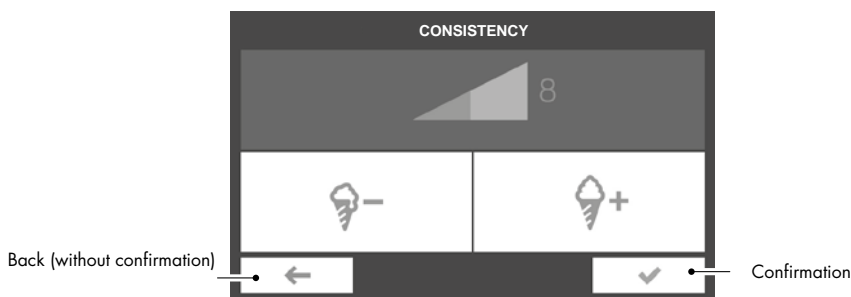 CONSISTENCY
8
Back (without confirmation)
Confirmation